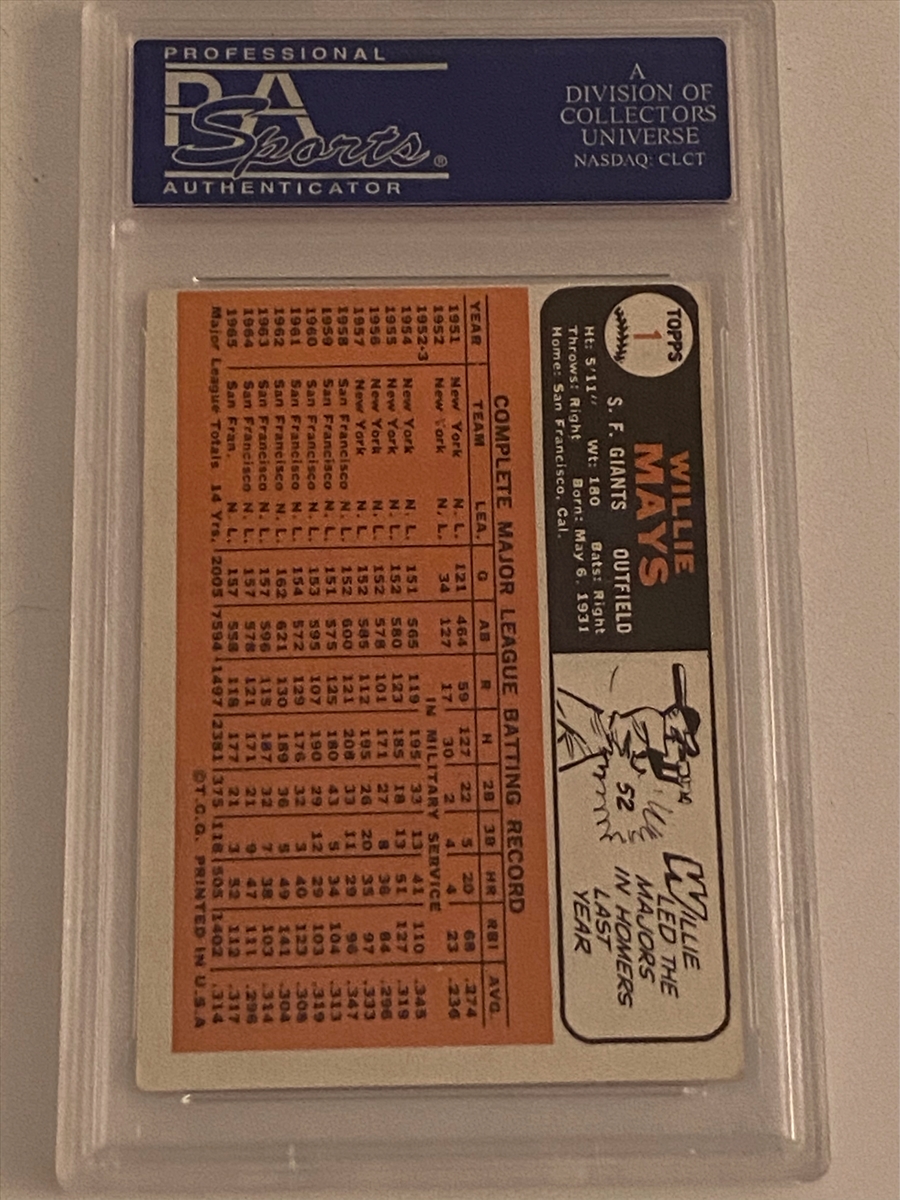 PROFESSIONAL
PSA
Sports®
AUTHENTICATOR
A
DIVISION OF
COLLECTORS
UNIVERSE
NASDAQ: CLCT
TOPPS
1
WILLIE
MAYS
S. F. GIANTS OUTFIELD
Ht: 5'11" Wt: 180 Bats: Right
Throws: Right Born: May 6, 1931
Home: San Francisco, Cal.
52
WILLIE
LED THE
MAJORS
IN HOMERS
LAST
YEAR
COMPLETE MAJOR LEAGUE BATTING RECORD
YEAR TEAM LEA. G AB R H 2B 3B HR RBI AVG.
1951 New York N. L. 121 464 59 127 22 5 20 68 .274
1952 New York N. L. 34 127 17 30 2 4 4 23 .236
1952-3 IN MILITARY SERVICE
1954 New York N. L. 151 565 119 195 33 13 41 110 .345
1955 New York N. L. 152 580 123 185 18 13 51 127 .319
1956 New York N. L. 152 578 101 171 27 8 36 84 .296
1957 New York N. L. 152 585 112 195 26 20 35 97 .333
1958 San Francisco N. L. 152 600 121 208 33 11 29 96 .347
1959 San Francisco N. L. 151 575 125 180 43 5 34 104 .313
1960 San Francisco N. L. 153 595 107 190 29 12 29 103 .319
1961 San Francisco N. L. 154 572 129 176 32 3 40 123 .308
1962 San Francisco N. L. 162 621 130 189 36 5 49 141 .304
1963 San Francisco N. L. 157 596 115 187 32 7 38 103 .314
1964 San Francisco N. L. 157 578 121 171 21 9 47 111 .296
1965 San Fran. N. L. 157 558 118 177 21 3 52 112 .317
Major League Totals 14 Yrs. 2005 7594 1497 2381 375 118 505 1402 .314
©T.C.G. PRINTED IN U.S.A